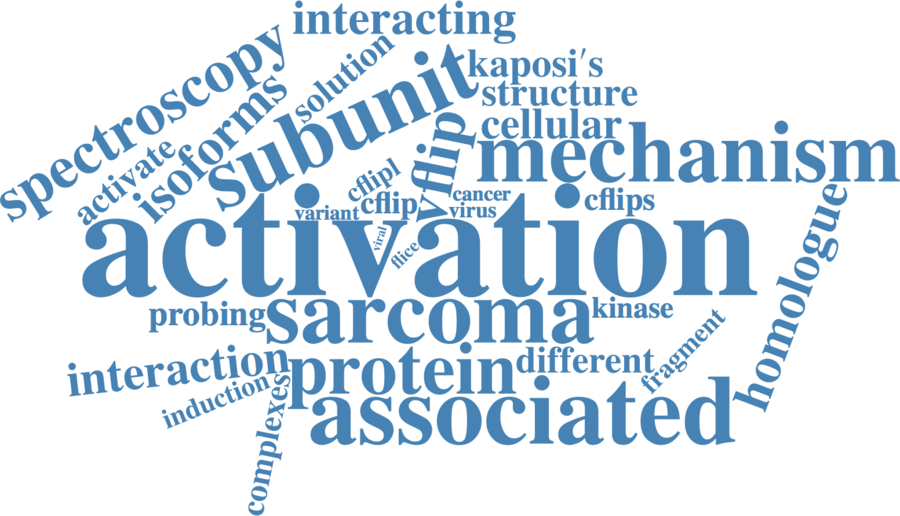 interacting
spectroscopy
solution
subunit
kaposi's
structure
isoforms
activate
cellular
vflip
mechanism
cflipl
cflip
cancer
virus
cflips
variant
viral
flice
activation
homologue
probing
sarcoma
kinase
interaction
protein
different
fragment
induction
complexes
associated